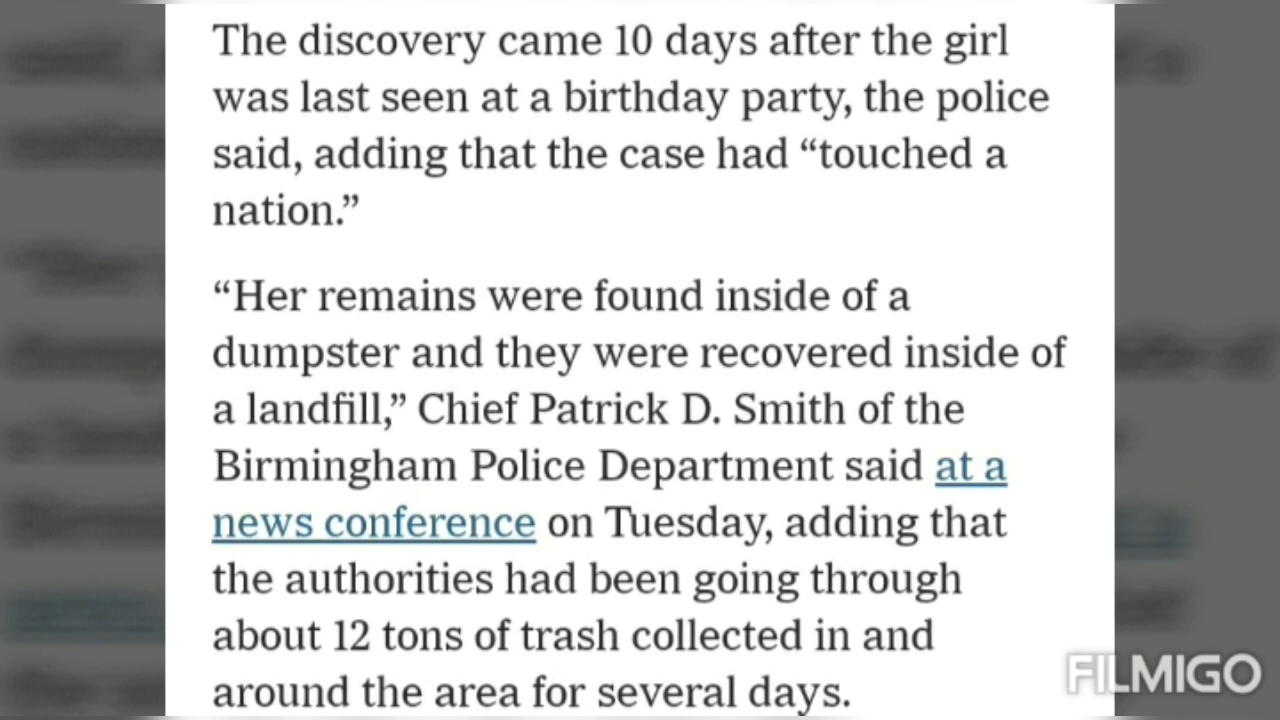 The discovery came 10 days after the girl
was last seen at a birthday party, the police
said, adding that the case had “touched a
nation.”
“Her remains were found inside of a
dumpster and they were recovered inside of
a landfill,” Chief Patrick D. Smith of the
Birmingham Police Department said at a
news conference on Tuesday, adding that
the authorities had been going through
about 12 tons of trash collected in and
around the area for several days.
FILMIGO